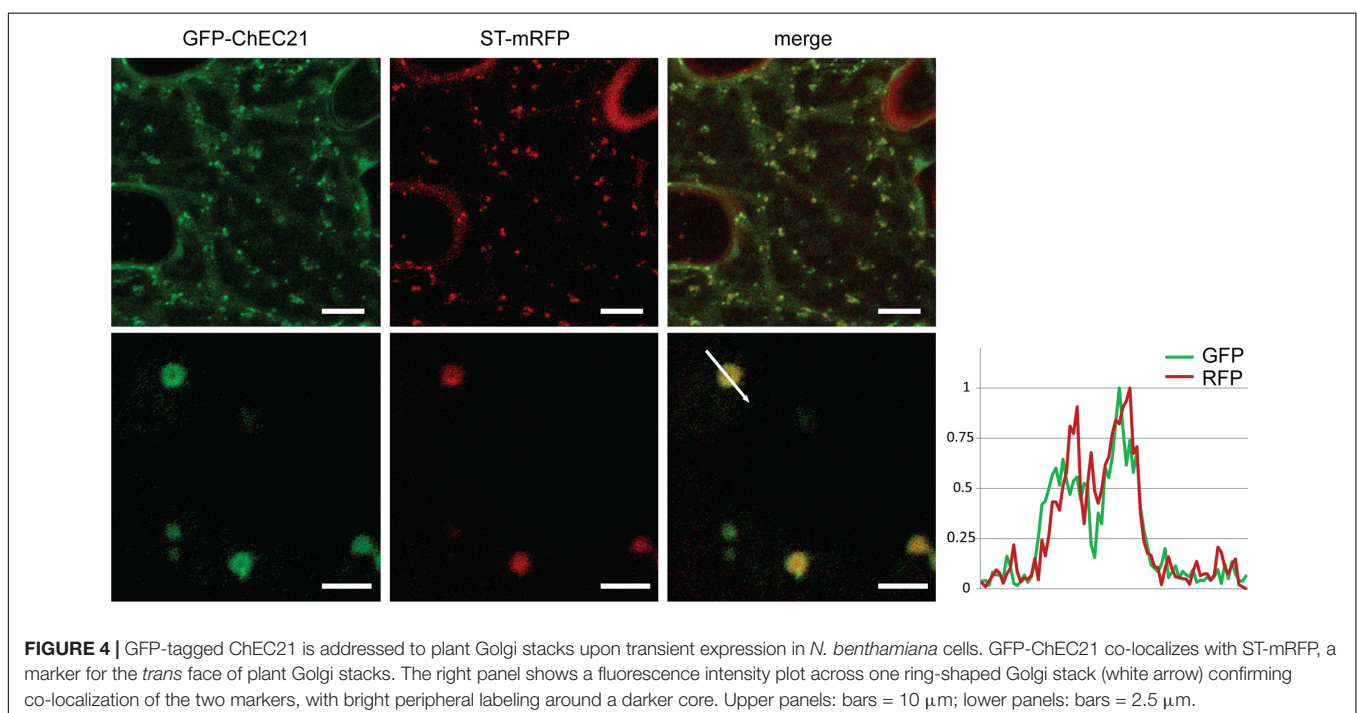 GFP-ChEC21 ST-mRFP merge
GFP
RFP
1
0.75
0.5
0.25
0
FIGURE 4 | GFP-tagged ChEC21 is addressed to plant Golgi stacks upon transient expression in N. benthamiana cells. GFP-ChEC21 co-localizes with ST-mRFP, a
marker for the trans face of plant Golgi stacks. The right panel shows a fluorescence intensity plot across one ring-shaped Golgi stack (white arrow) confirming
co-localization of the two markers, with bright peripheral labeling around a darker core. Upper panels: bars = 10 μm; lower panels: bars = 2.5 μm.